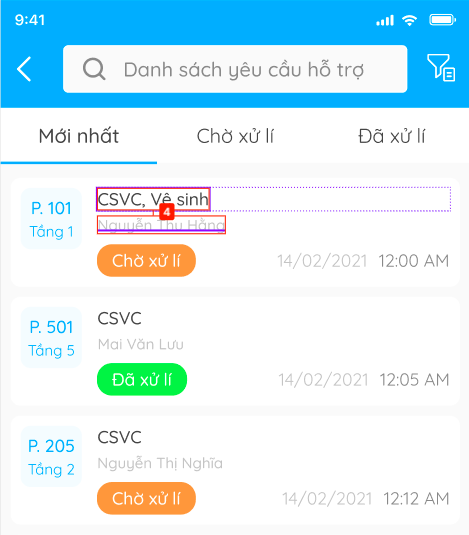 9:41
Danh sách yêu cầu hỗ trợ
Mới nhất Chờ xử lí Đã xử lí
P. 101
Tầng 1
CSVC, Vệ sinh
4
Nguyễn Thu Hằng
Chờ xử lí 14/02/2021 12:00 AM
P. 501
Tầng 5
CSVC
Mai Văn Lưu
Đã xử lí 14/02/2021 12:05 AM
P. 205
Tầng 2
CSVC
Nguyễn Thị Nghĩa
Chờ xử lí 14/02/2021 12:12 AM